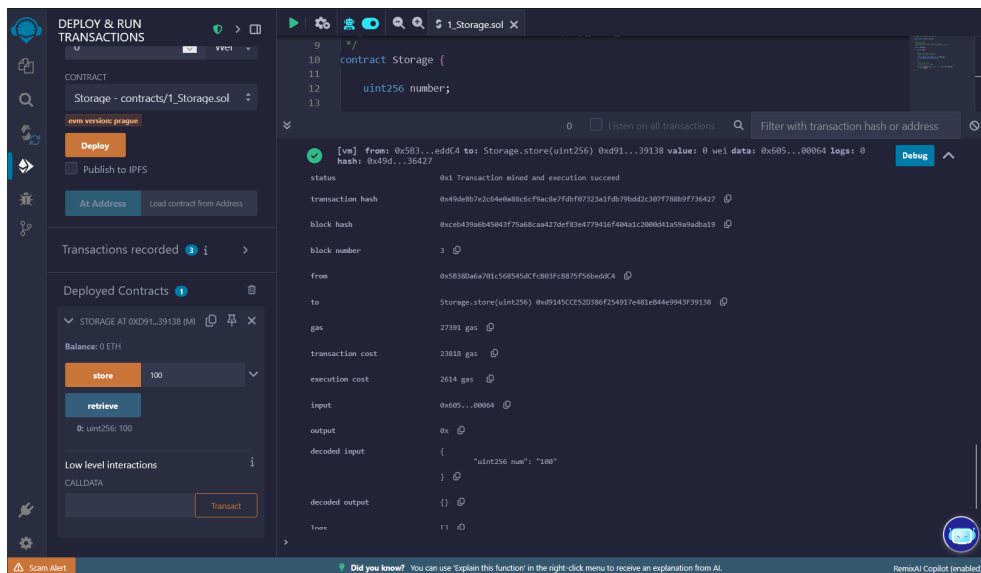 DEPLOY & RUN
TRANSACTIONS
0 Wei
CONTRACT
Storage - contracts/1_Storage.sol
evm version: prague
Deploy
Publish to IPFS
At Address Load contract from Address
Transactions recorded 3 i
Deployed Contracts 1
STORAGE AT 0XD91...39138 (ME
Balance: 0 ETH
store 100
retrieve
0: uint256: 100
Low level interactions i
CALLDATA
Transact
Scam Alert
1_Storage.sol
9 */
10 contract Storage {
11
12 uint256 number;
13
0 Listen on all transactions Filter with transaction hash or address
[vm] from: 0x5B3...eddC4 to: Storage.store(uint256) 0xd91...39138 value: 0 wei data: 0x605...00064 logs: 0
hash: 0x49d...36427
Debug
status 0x1 Transaction mined and execution succeed
transaction hash 0x49de8b7e2c64e0a88c6cf9ac8e7fdbf07323a1fdb79bdd2c307f788b9f736427
block hash 0xceb439a6b45043f75a68caa427def83e4779416f404a1c2000d41a59a9adba19
block number 3
from 0x5B38Da6a701c568545dCfcB03FcB875f56beddC4
to Storage.store(uint256) 0xd9145CCE52D386f254917e481eB44e9943F39138
gas 27391 gas
transaction cost 23818 gas
execution cost 2614 gas
input 0x605...00064
output 0x
decoded input {
"uint256 num": "100"
}
decoded output {}
logs []
>
Did you know? You can use 'Explain this function' in the right-click menu to receive an explanation from AI.
RemixAI Copilot (enabled)